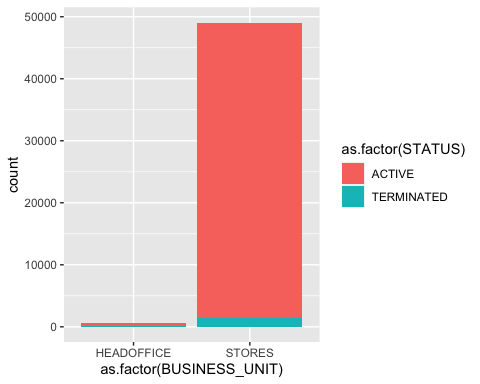 50000
40000
30000
20000
10000
0
count
HEADOFFICE STORES
as.factor(BUSINESS_UNIT)
as.factor(STATUS)
ACTIVE
TERMINATED